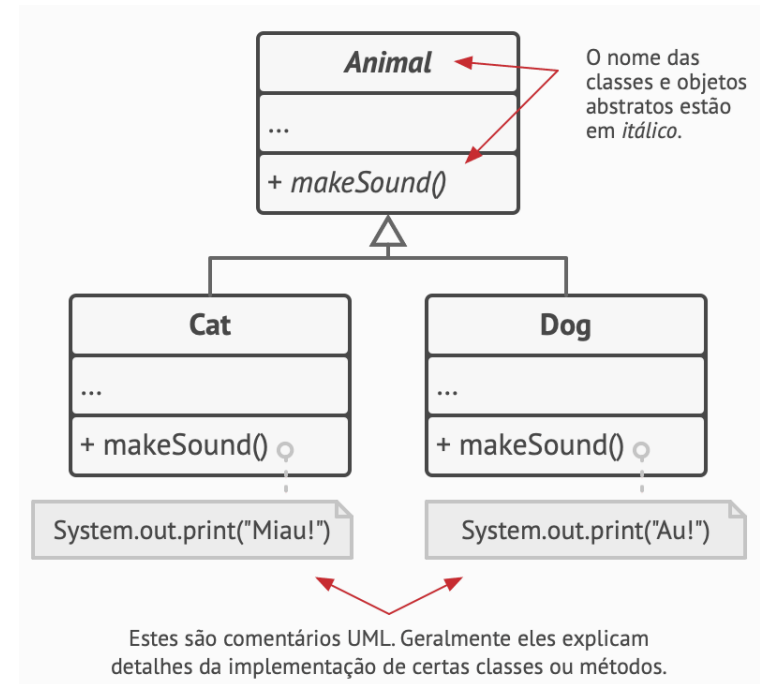 Animal
O nome das
classes e objetos
abstratos estão
em itálico.
...
+ makeSound()
Cat
...
+ makeSound()
System.out.print("Miau!")
Dog
...
+ makeSound()
System.out.print("Au!")
Estes são comentários UML. Geralmente eles explicam
detalhes da implementação de certas classes ou métodos.